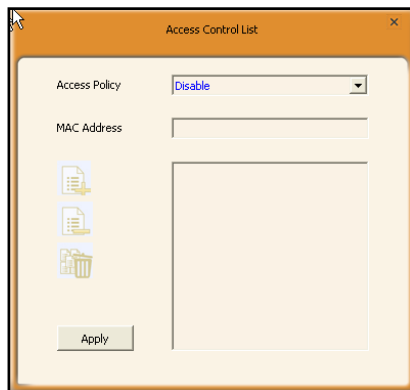 Access Control List
Access Policy
Disable
MAC Address
Apply